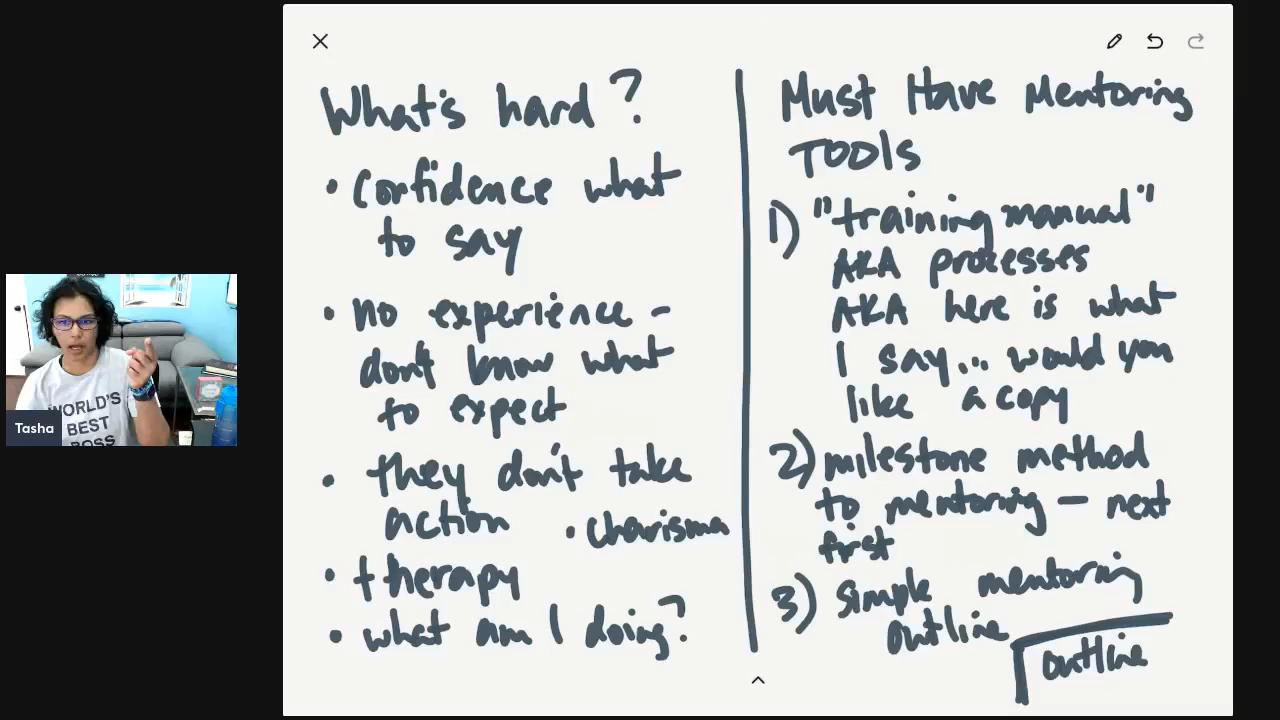 What's hard?
• Confidence what
to say
• no experience -
don't know what
to expect
• they don't take
action • charisma
• therapy
• what am I doing?
Must Have Mentoring
TOOLS
1) "training manual"
AKA processes
AKA here is what
I say... would you
like a copy
2) milestone method
to mentoring - next
first
3) simple mentoring
outline
outline
WORLD'S
BEST
BOSS
Tasha